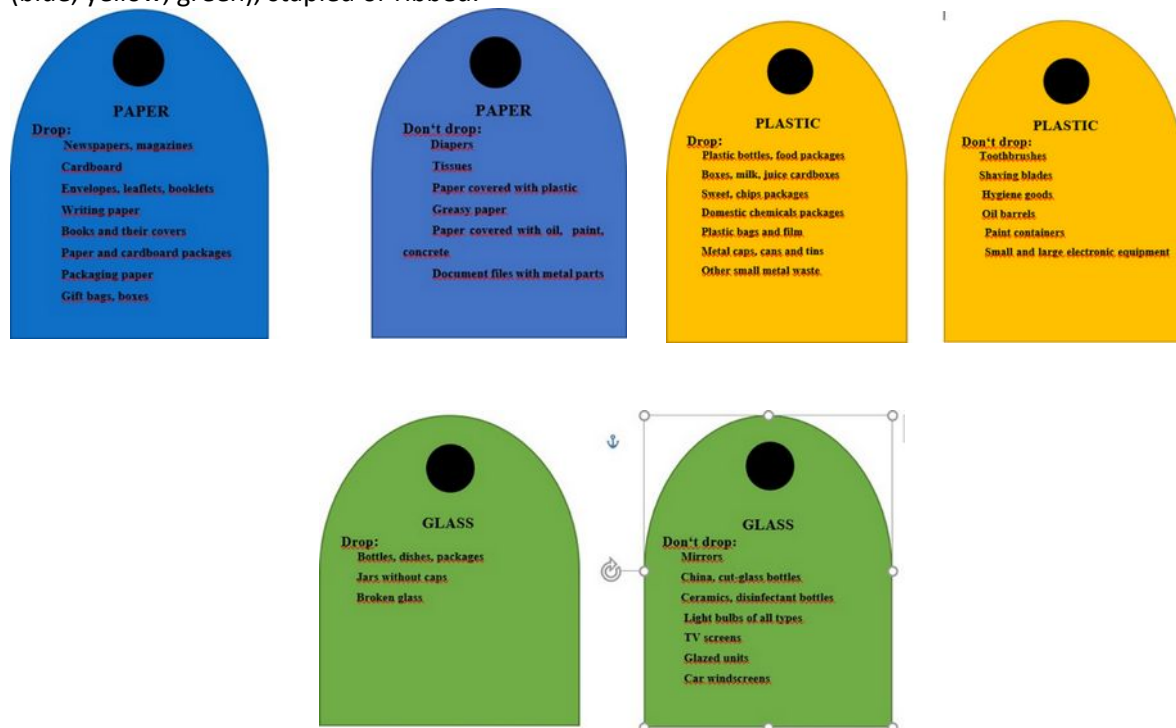 (blue, yellow, green), stapled or ribbed.
PAPER
Drop:
Newspapers, magazines
Cardboard
Envelopes, leaflets, booklets
Writing paper
Books and their covers
Paper and cardboard packages
Packaging paper
Gift bags, boxes
PAPER
Don't drop:
Diapers
Tissues
Paper covered with plastic
Greasy paper
Paper covered with oil, paint,
concrete
Document files with metal parts
PLASTIC
Drop:
Plastic bottles, food packages
Boxes, milk, juice cardboxes
Sweet, chips packages
Domestic chemicals packages
Plastic bags and film
Metal caps, cans and tins
Other small metal waste
PLASTIC
Don't drop:
Toothbrushes
Shaving blades
Hygiene goods
Oil barrels
Paint containers
Small and large electronic equipment
GLASS
Drop:
Bottles, dishes, packages
Jars without caps
Broken glass
GLASS
Don't drop:
Mirrors
China, cut-glass bottles
Ceramics, disinfectant bottles
Light bulbs of all types
TV screens
Glazed units
Car windscreens